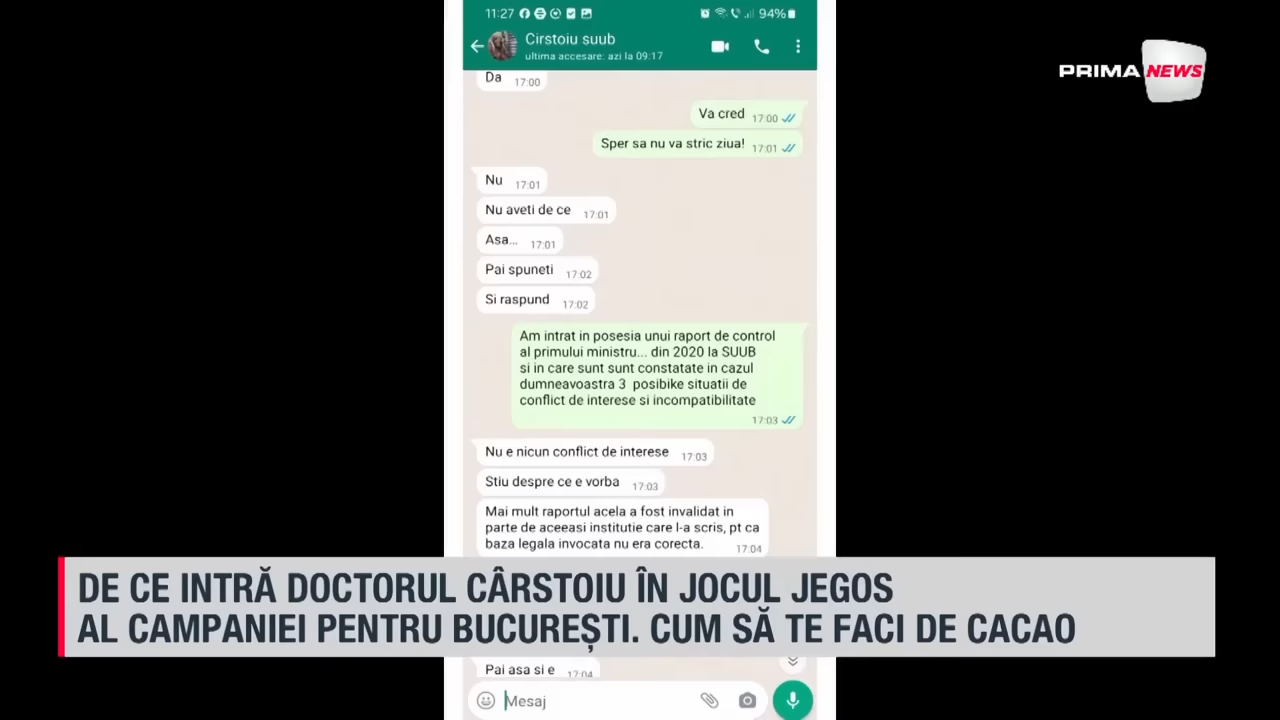 11:27
94%
Cirstoiu suub
ultima accesare: azi la 09:17
PRIMA NEWS
Da 17:00
Va cred 17:00
Sper sa nu va stric ziua! 17:01
Nu 17:01
Nu aveti de ce 17:01
Asa... 17:01
Pai spuneti 17:02
Si raspund 17:02
Am intrat in posesia unui raport de control
al primului ministru... din 2020 la SUUB
si in care sunt sunt constatate in cazul
dumneavoastra 3 posibike situatii de
conflict de interese si incompatibilitate
17:03
Nu e nicun conflict de interese 17:03
Stiu despre ce e vorba 17:03
Mai mult raportul acela a fost invalidat in
parte de aceeasi institutie care l-a scris, pt ca
baza legala invocata nu era corecta. 17:04
DE CE INTRĂ DOCTORUL CÂRSTOIU ÎN JOCUL JEGOS
AL CAMPANIEI PENTRU BUCUREȘTI. CUM SĂ TE FACI DE CACAO
Pai asa si e 17:04
Mesaj